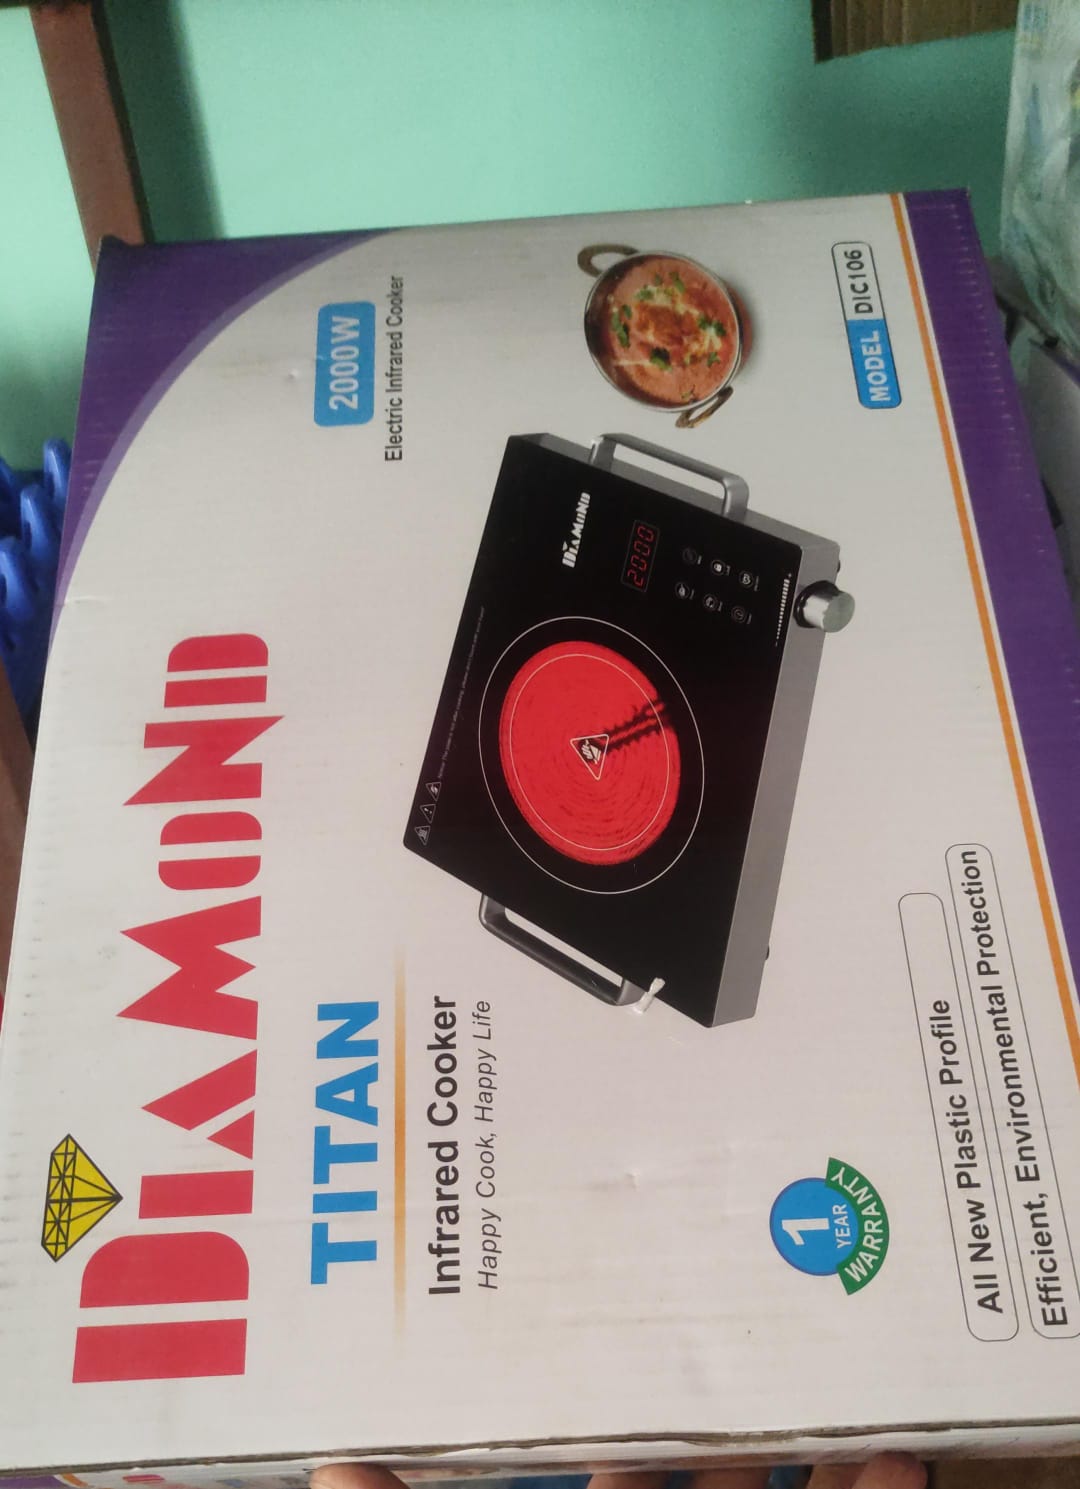 DIAMOND
TITAN
Infrared Cooker
Happy Cook, Happy Life
2000W
Electric Infrared Cooker
DIAMOND
2000
1
YEAR
WARRANTY
All New Plastic Profile
Efficient, Environmental Protection
MODEL DIC106